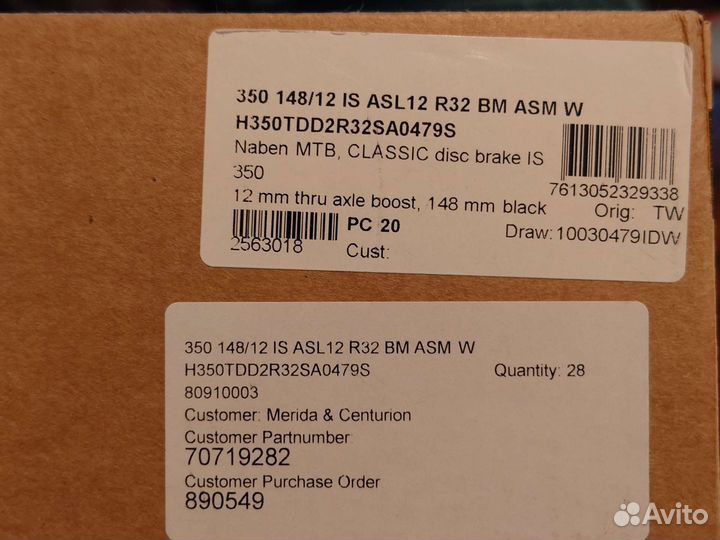 350 148/12 IS ASL12 R32 BM ASM W
H350TDD2R32SA0479S
Naben MTB, CLASSIC disc brake IS
350
7613052329338
12 mm thru axle boost, 148 mm black
Orig: TW
PC 20
Draw:10030479IDW
2563018
Cust:
350 148/12 IS ASL12 R32 BM ASM W
H350TDD2R32SA0479S
Quantity: 28
80910003
Customer: Merida & Centurion
Customer Partnumber
70719282
Customer Purchase Order
890549
Avito